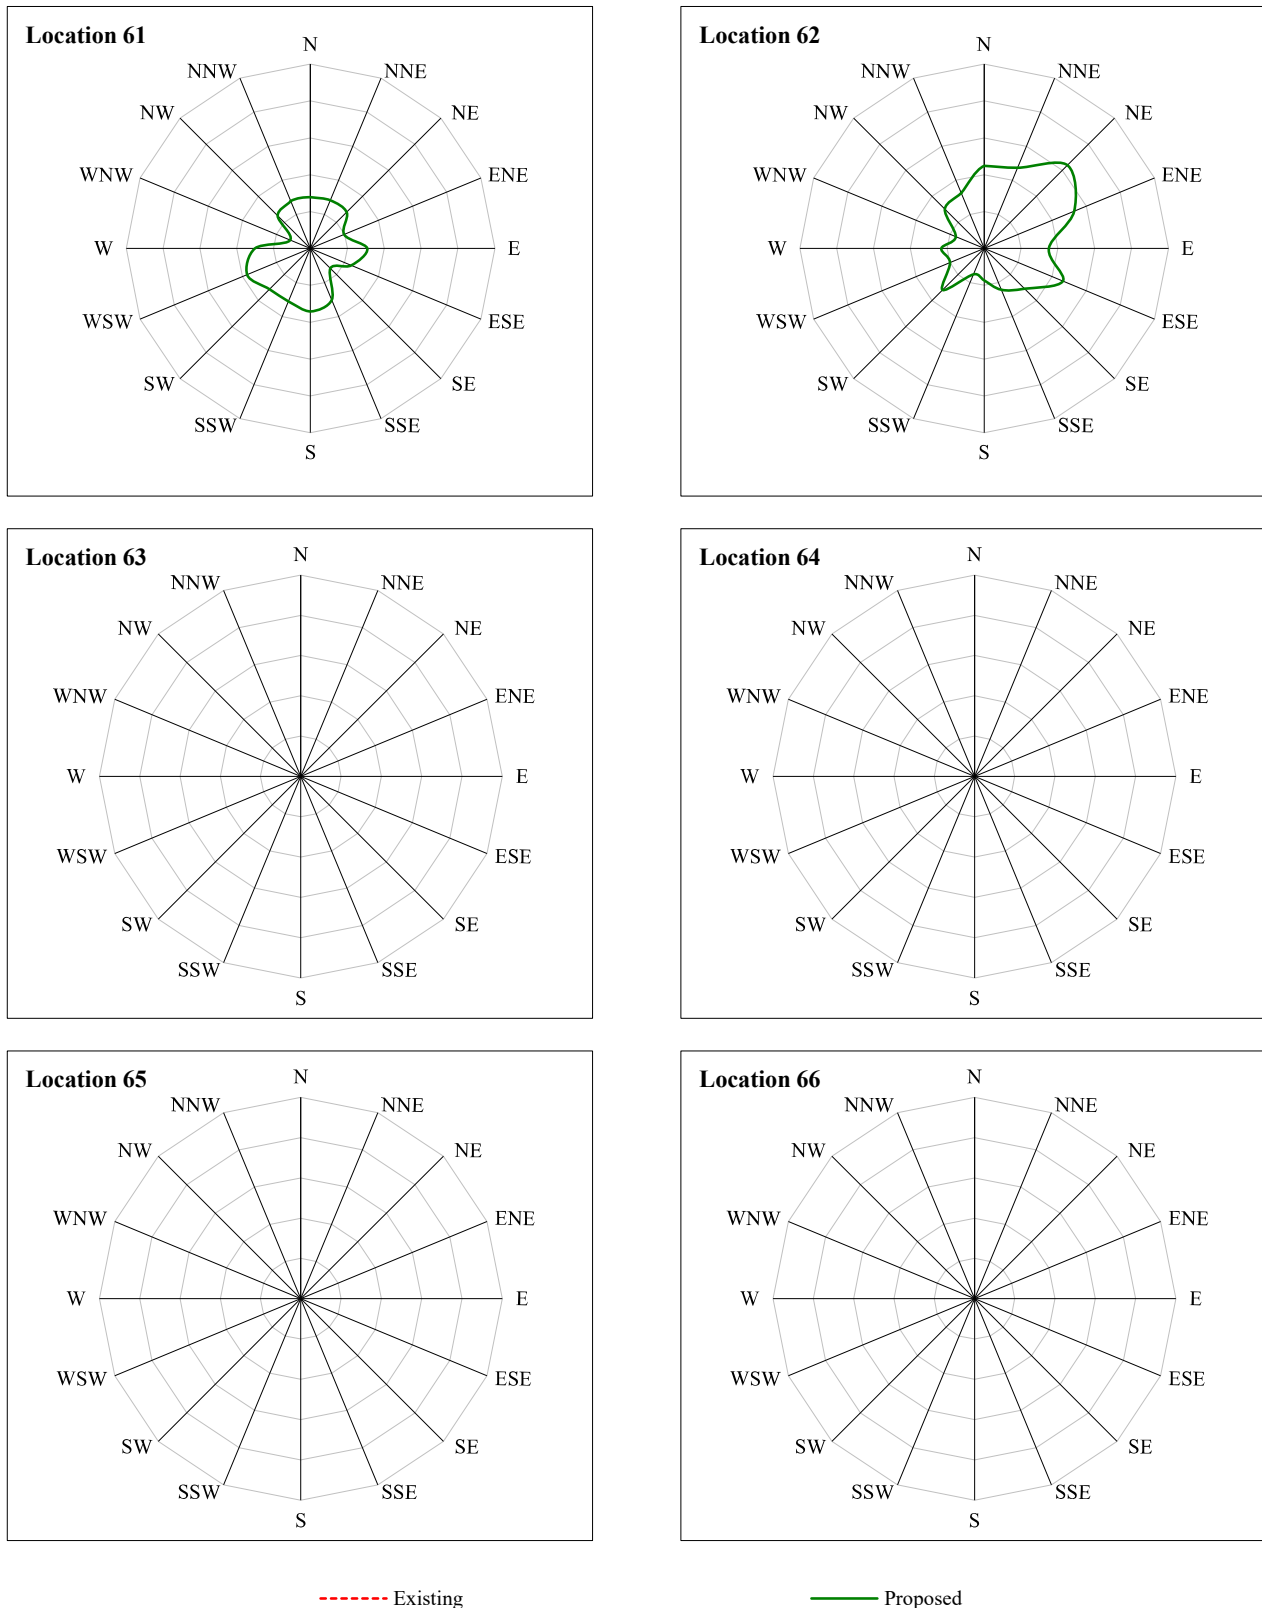 Location 61
N
NNW
NNE
NW
NE
WNW
ENE
W
E
WSW
ESE
SW
SE
SSW
SSE
S
Location 62
N
NNW
NNE
NW
NE
WNW
ENE
W
E
WSW
ESE
SW
SE
SSW
SSE
S
Location 63
N
NNW
NNE
NW
NE
WNW
ENE
W
E
WSW
ESE
SW
SE
SSW
SSE
S
Location 64
N
NNW
NNE
NW
NE
WNW
ENE
W
E
WSW
ESE
SW
SE
SSW
SSE
S
Location 65
N
NNW
NNE
NW
NE
WNW
ENE
W
E
WSW
ESE
SW
SE
SSW
SSE
S
Location 66
N
NNW
NNE
NW
NE
WNW
ENE
W
E
WSW
ESE
SW
SE
SSW
SSE
S
Existing
Proposed